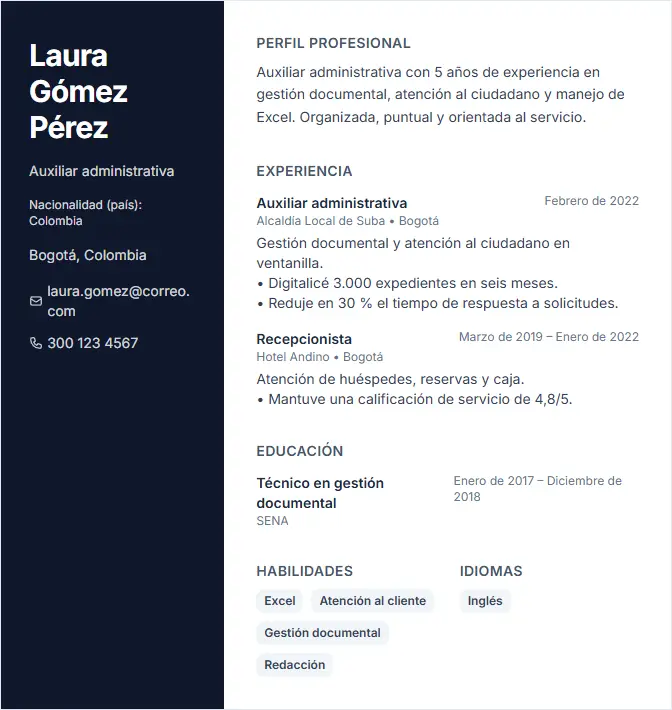 Laura
Gómez
Pérez
Auxiliar administrativa
Nacionalidad (país):
Colombia
Bogotá, Colombia
laura.gomez@correo.
com
300 123 4567
PERFIL PROFESIONAL
Auxiliar administrativa con 5 años de experiencia en
gestión documental, atención al ciudadano y manejo de
Excel. Organizada, puntual y orientada al servicio.
EXPERIENCIA
Auxiliar administrativa
Febrero de 2022
Alcaldía Local de Suba • Bogotá
Gestión documental y atención al ciudadano en
ventanilla.
• Digitalicé 3.000 expedientes en seis meses.
• Reduje en 30 % el tiempo de respuesta a solicitudes.
Recepcionista
Marzo de 2019 – Enero de 2022
Hotel Andino • Bogotá
Atención de huéspedes, reservas y caja.
• Mantuve una calificación de servicio de 4,8/5.
EDUCACIÓN
Técnico en gestión
documental
Enero de 2017 – Diciembre de
2018
SENA
HABILIDADES
Excel
Atención al cliente
Gestión documental
Redacción
IDIOMAS
Inglés